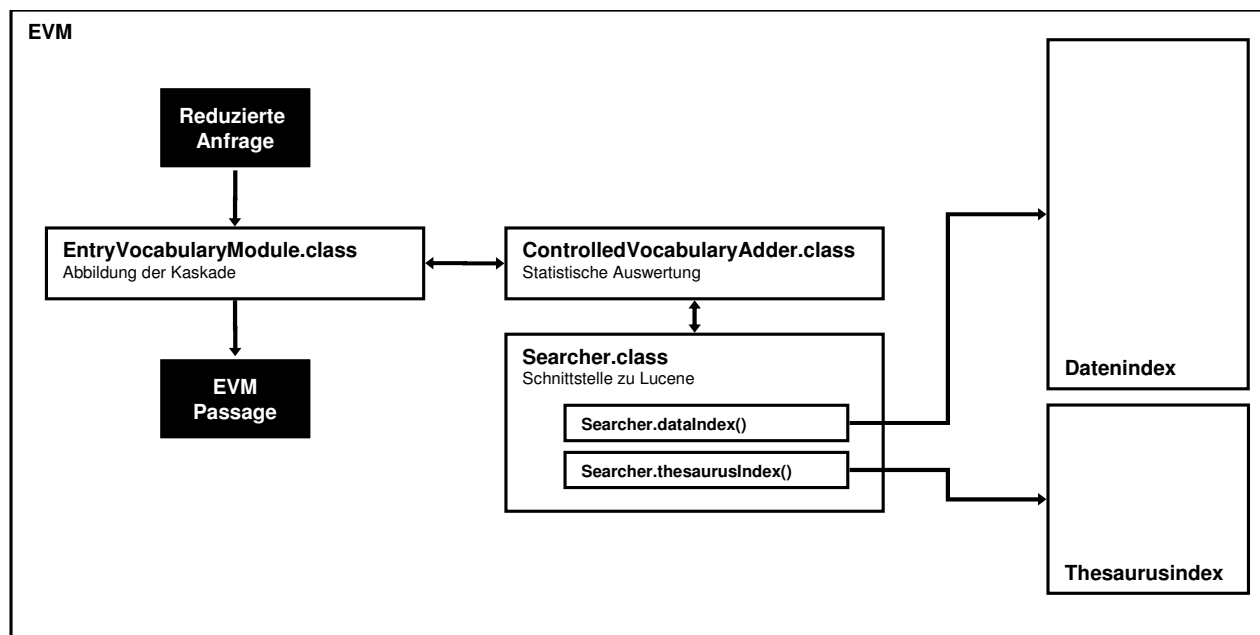 EVM
Reduzierte
Anfrage
EntryVocabularyModule.class
Abbildung der Kaskade
EVM
Passage
ControlledVocabularyAdder.class
Statistische Auswertung
Searcher.class
Schnittstelle zu Lucene
Searcher.dataIndex()
Searcher.thesaurusIndex()
Datenindex
Thesaurusindex